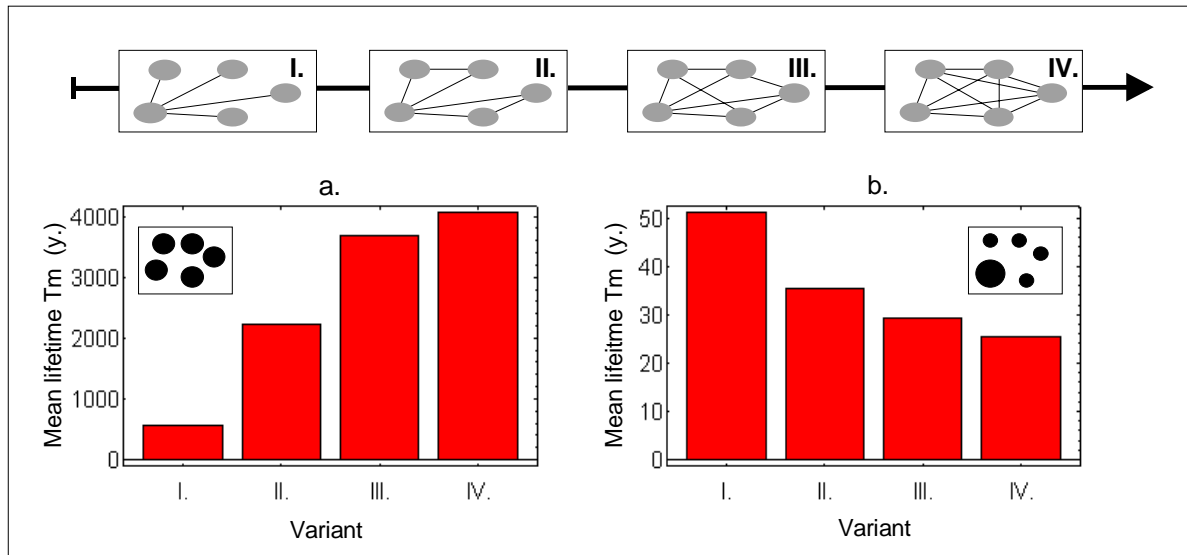 I. II. III. IV.
a.
b.
Mean lifetime Tm (y.)
4000
3000
2000
1000
0
I. II. III. IV.
Variant
Mean lifeitme Tm (y.)
50
40
30
20
10
0
I. II. III. IV.
Variant